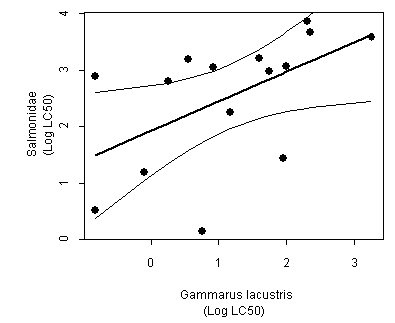 Salmonidae
(Log LC50)
4
3
2
1
0
0 1 2 3
Gammarus lacustris
(Log LC50)